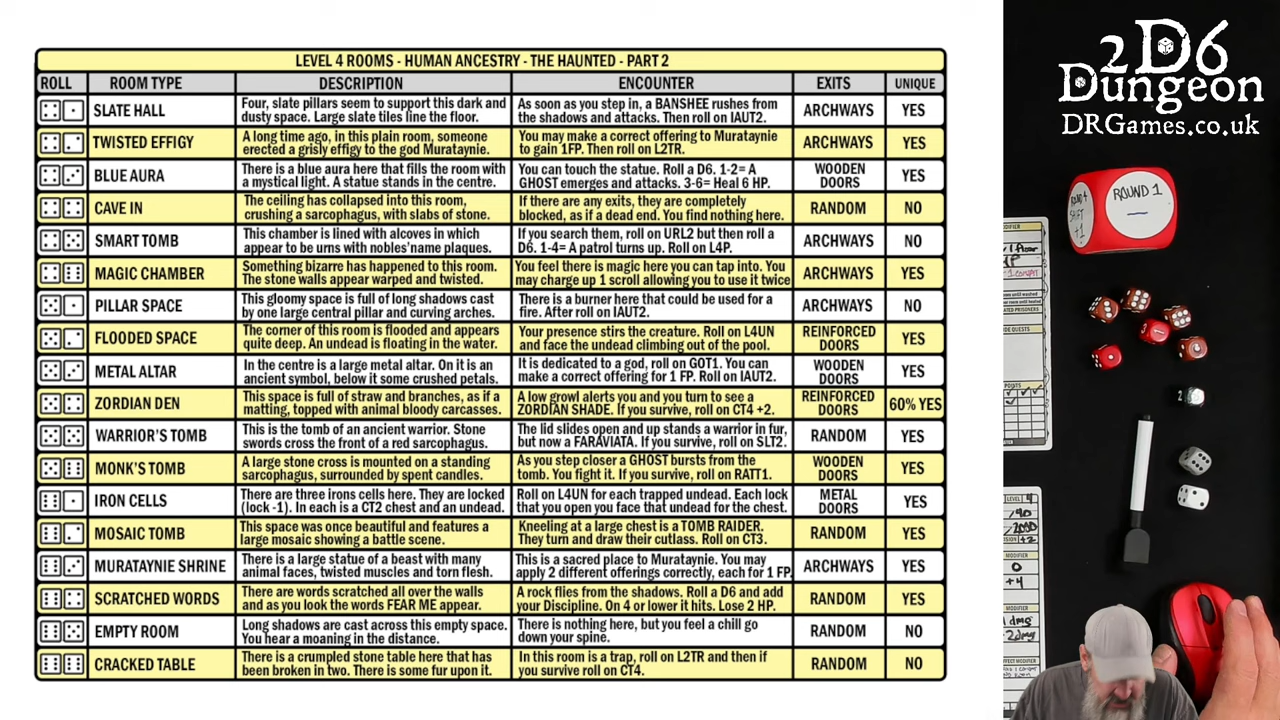 LEVEL 4 ROOMS - HUMAN ANCESTRY - THE HAUNTED - PART 2
ROLL ROOM TYPE DESCRIPTION ENCOUNTER EXITS UNIQUE
SLATE HALL Four, slate pillars seem to support this dark and As soon as you step in, a BANSHEE rushes from ARCHWAYS YES
dusty space. Large slate tiles line the floor. the shadows and attacks. Then roll on IAUT2.
TWISTED EFFIGY A long time ago, in this plain room, someone You may make a correct offering to Muratayine ARCHWAYS YES
erected a grisly effigy to the god Murataynie. to gain 1FP. Then roll on L2TR.
BLUE AURA There is a blue aura here that fills the room with You can touch the statue. Roll a D6. 1-2= A WOODEN YES
a mystical light. A statue stands in the centre. GHOST emerges and attacks. 3-6= Heal 6 HP. DOORS
CAVE IN The ceiling has collapsed into this room, If there are any exits, they are completely RANDOM NO
crushing a sarcophagus, with slabs of stone. blocked, as if a dead end. You find nothing here.
SMART TOMB This chamber is lined with alcoves in which If you search them, roll on URL2 but then roll a ARCHWAYS NO
appear to be urns with nobles'name plaques. D6. 1-4= A patrol turns up. Roll on L4P.
MAGIC CHAMBER Something bizarre has happened to this room. You feel there is magic here you can tap into. You ARCHWAYS YES
The stone walls appear warped and twisted. may charge up 1 scroll allowing you to use it twice
PILLAR SPACE This gloomy space is full of long shadows cast There is a burner here that could be used for a ARCHWAYS NO
by one large central pillar and curving arches. fire. After roll on IAUT2.
FLOODED SPACE The corner of this room is flooded and appears Your presence stirs the creature. Roll on L4UN REINFORCED YES
quite deep. An undead is floating in the water. and face the undead climbing out of the pool. DOORS
METAL ALTAR In the centre is a large metal altar. On it is an It is dedicated to a god, roll on GOT1. You can WOODEN YES
ancient symbol, below it some crushed petals. make a correct offering for 1 FP. Roll on IAUT2. DOORS
ZORDIAN DEN This space is full of straw and branches, as if a A low growl alerts you and you turn to see a REINFORCED 60% YES
matting, topped with animal bloody carcasses. ZORDIAN SHADE. If you survive, roll on CT4 +2. DOORS
WARRIOR'S TOMB This is the tomb of an ancient warrior. Stone The lid slides open and up stands a warrior in fur, RANDOM YES
swords cross the front of a red sarcophagus. but now a FARAVIATA. If you survive, roll on SLT2.
MONK'S TOMB A large stone cross is mounted on a standing As you step closer a GHOST bursts from the WOODEN YES
sarcophagus, surrounded by spent candles. tomb. You fight it. If you survive, roll on RATT1. DOORS
IRON CELLS There are three irons cells here. They are locked Roll on L4UN for each trapped undead. Each lock METAL YES
(lock -1). In each is a CT2 chest and an undead. that you open you face that undead for the chest. DOORS
MOSAIC TOMB This space was once beautiful and features a Kneeling at a large chest is a TOMB RAIDER. RANDOM YES
large mosaic showing a battle scene. They turn and draw their cutlass. Roll on CT3.
MURATAYNIE SHRINE There is a large statue of a beast with many This is a sacred place to Murataynie. You may ARCHWAYS YES
animal faces, twisted muscles and torn flesh. apply 2 different offerings correctly, each for 1 FP.
SCRATCHED WORDS There are words scratched all over the walls A rock flies from the shadows. Roll a D6 and add RANDOM YES
and as you look the words FEAR ME appear. your Discipline. On 4 or lower it hits. Lose 2 HP.
EMPTY ROOM Long shadows are cast across this empty space. There is nothing here, but you feel a chill go RANDOM NO
You hear a moaning in the distance. down your spine.
CRACKED TABLE There is a crumpled stone table here that has In this room is a trap, roll on L2TR and then if RANDOM NO
been broken in two. There is some fur upon it. you survive roll on CT4.
2D6
Dungeon
DRGames.co.uk
ROUND 1
SHIFT
+1
MODIFIER
LEVEL 4
MODIFIER
0
+4
MODIFIER